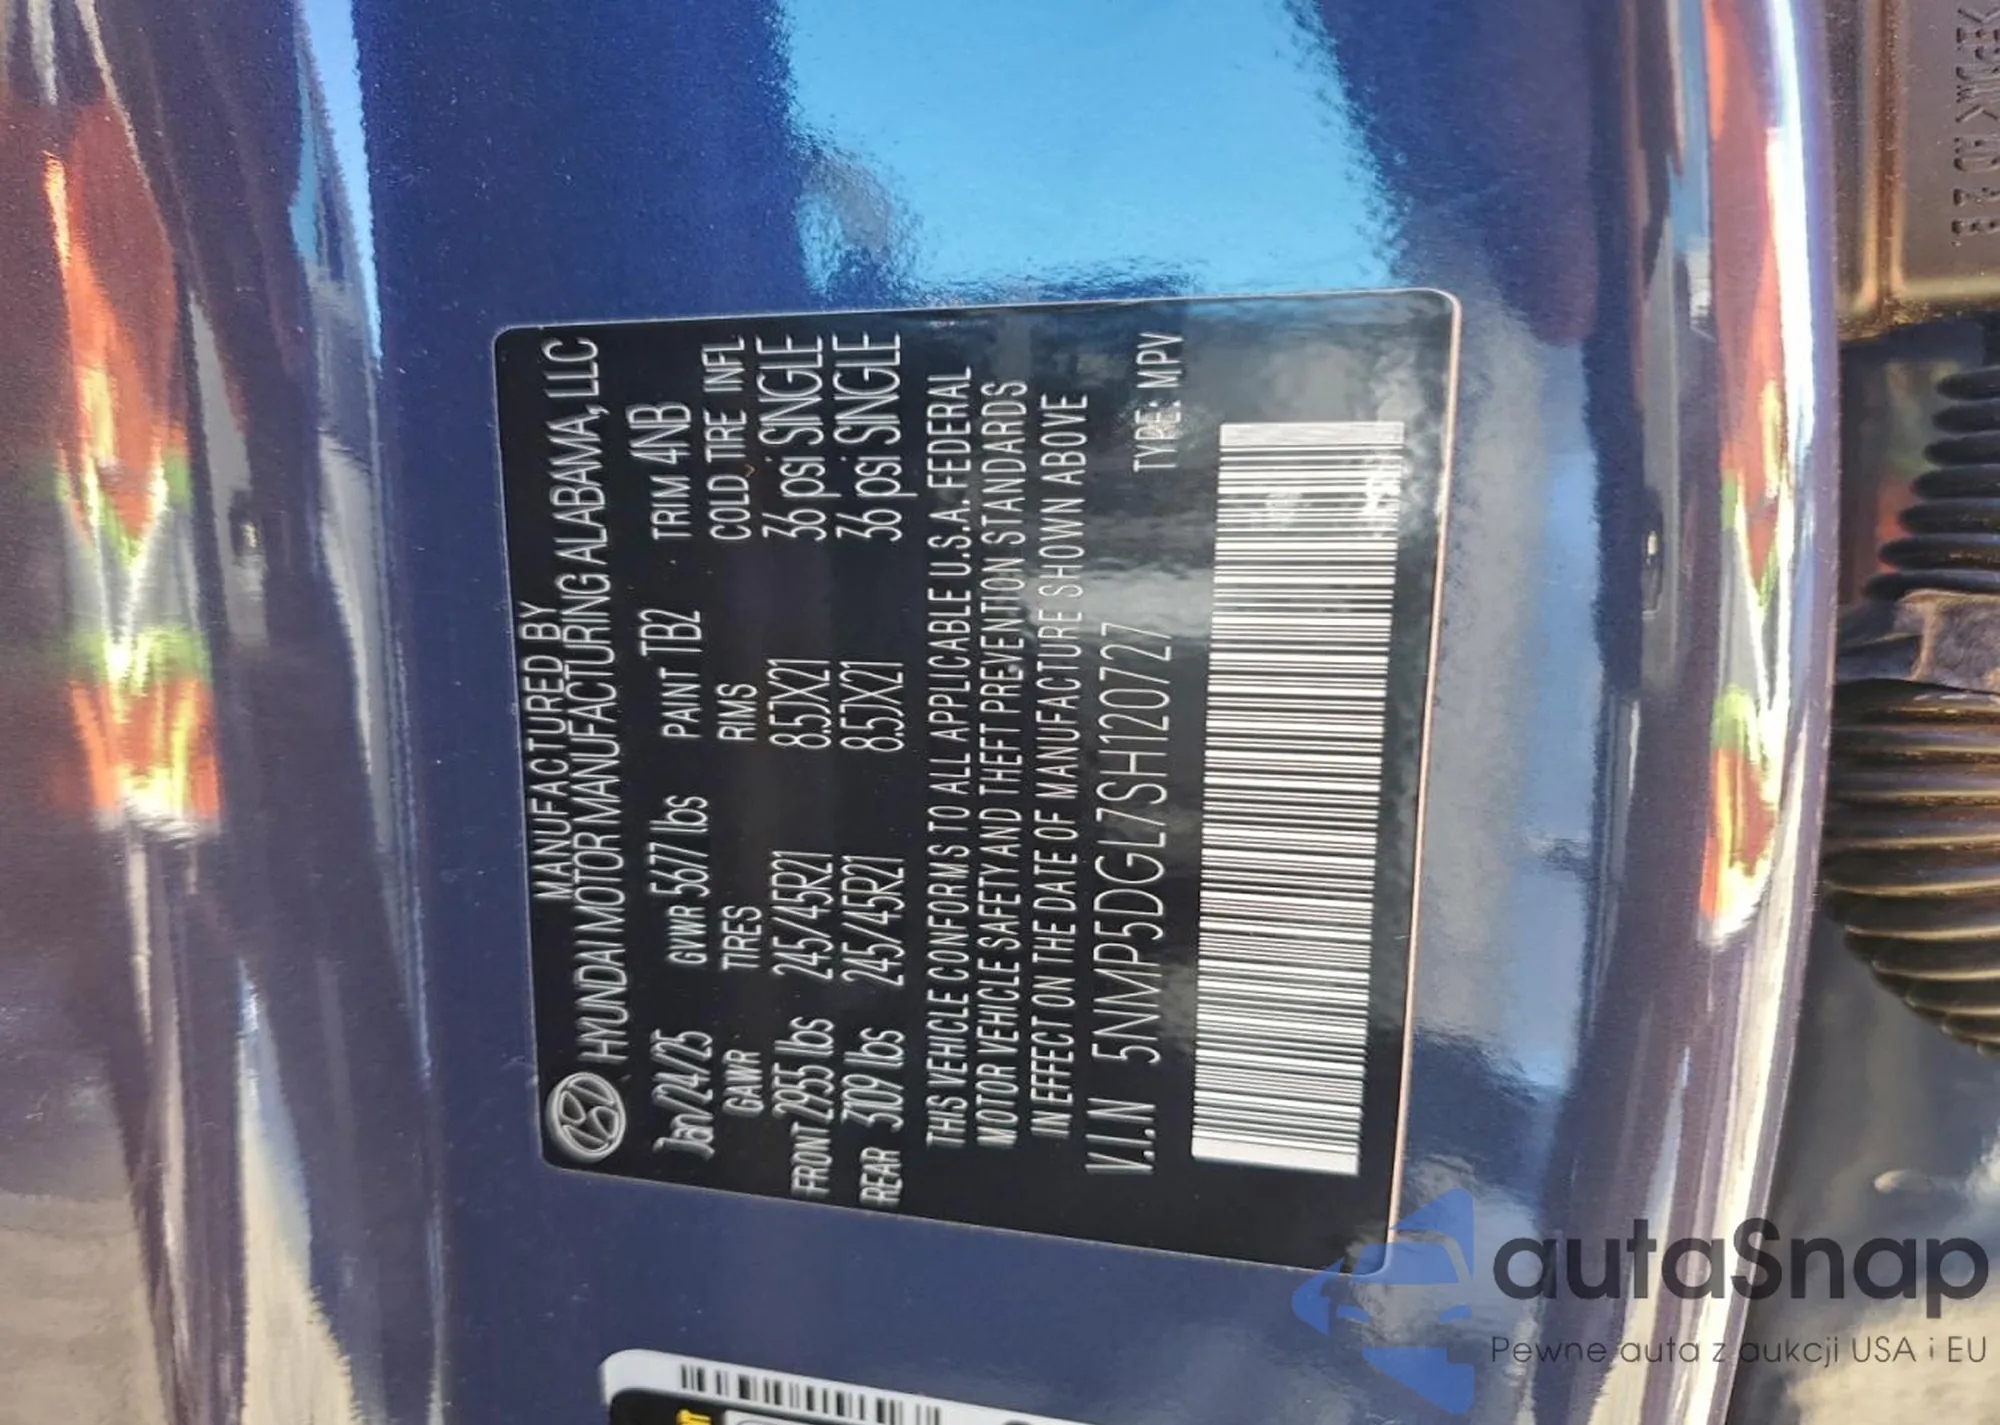 MANUFACTURED BY
HYUNDAI MOTOR MANUFACTURING ALABAMA, LLC
Jan/24/25 GVWR 5677 lbs PAINT TB2 TRIM 4NB
GAWR TIRES RIMS COLD TIRE INFL
FRONT 2955 lbs 245/45R21 8.5JX21 36 psi SINGLE
REAR 3109 lbs 245/45R21 8.5JX21 36 psi SINGLE
THIS VEHICLE CONFORMS TO ALL APPLICABLE U.S.A. FEDERAL
MOTOR VEHICLE SAFETY AND THEFT PREVENTION STANDARDS
IN EFFECT ON THE DATE OF MANUFACTURE SHOWN ABOVE
V.I.N 5NMP5DGL7SH120727 TYPE: MPV
autaSnap
Pewne auta z aukcji USA i EU